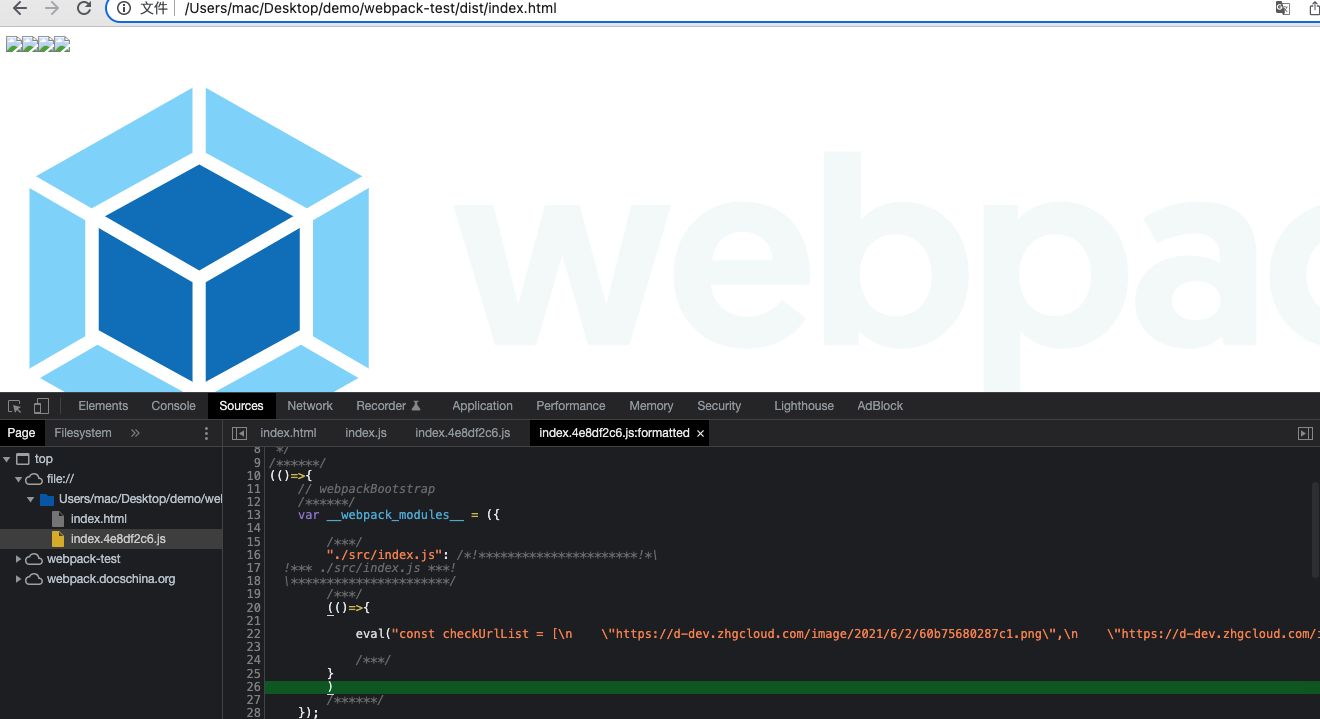 文件 /Users/mac/Desktop/demo/webpack-test/dist/index.html
webpac
Elements Console Sources Network Recorder Application Performance Memory Security Lighthouse AdBlock
Page Filesystem » index.html index.js index.4e8df2c6.js index.4e8df2c6.js:formatted ×
top
file://
Users/mac/Desktop/demo/wel
index.html
index.4e8df2c6.js
webpack-test
webpack.docschina.org
8 */
9 /******/
10 (()=>{
11 // webpackBootstrap
12 /******/
13 var __webpack_modules__ = ({
14
15 /***/
16 "./src/index.js": /*!**********************!*\
17 !*** ./src/index.js ***!
18 \**********************/
19 /***/
20 (()=>{
21
22 eval("const checkUrlList = [\n    \"https://d-dev.zhgcloud.com/image/2021/6/2/60b75680287c1.png\",\n    \"https://d-dev.zhgcloud.com/i
23
24 /***/
25 }
26 )
27 /******/
28 });